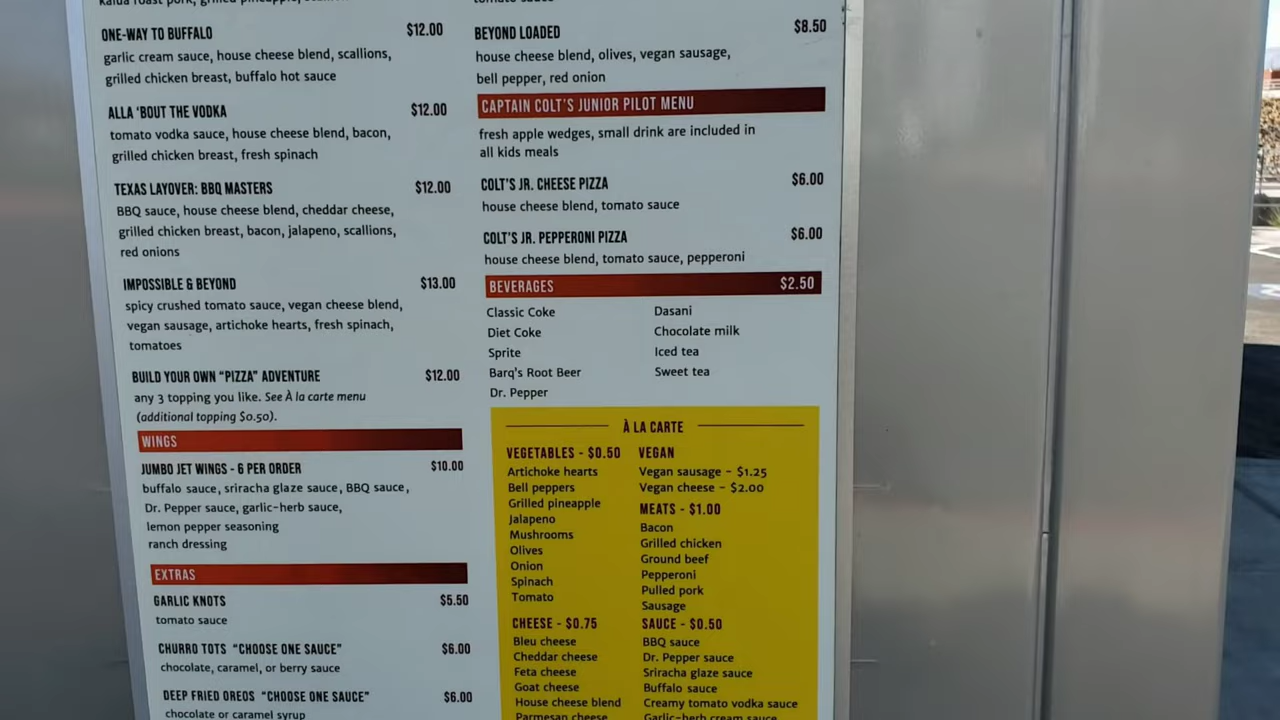 kalua roast pork, grilled pineapple,
ONE-WAY TO BUFFALO $12.00
garlic cream sauce, house cheese blend, scallions,
grilled chicken breast, buffalo hot sauce
ALLA 'BOUT THE VODKA $12.00
tomato vodka sauce, house cheese blend, bacon,
grilled chicken breast, fresh spinach
TEXAS LAYOVER: BBQ MASTERS $12.00
BBQ sauce, house cheese blend, cheddar cheese,
grilled chicken breast, bacon, jalapeno, scallions,
red onions
IMPOSSIBLE & BEYOND $13.00
spicy crushed tomato sauce, vegan cheese blend,
vegan sausage, artichoke hearts, fresh spinach,
tomatoes
BUILD YOUR OWN "PIZZA" ADVENTURE $12.00
any 3 topping you like. See À la carte menu
(additional topping $0.50).
WINGS
JUMBO JET WINGS - 6 PER ORDER $10.00
buffalo sauce, sriracha glaze sauce, BBQ sauce,
Dr. Pepper sauce, garlic-herb sauce,
lemon pepper seasoning
ranch dressing
EXTRAS
GARLIC KNOTS $5.50
tomato sauce
CHURRO TOTS "CHOOSE ONE SAUCE" $6.00
chocolate, caramel, or berry sauce
DEEP FRIED OREOS "CHOOSE ONE SAUCE" $6.00
chocolate or caramel syrup
tomato sauce
BEYOND LOADED $8.50
house cheese blend, olives, vegan sausage,
bell pepper, red onion
CAPTAIN COLT'S JUNIOR PILOT MENU
fresh apple wedges, small drink are included in
all kids meals
COLT'S JR. CHEESE PIZZA $6.00
house cheese blend, tomato sauce
COLT'S JR. PEPPERONI PIZZA $6.00
house cheese blend, tomato sauce, pepperoni
BEVERAGES $2.50
Classic Coke
Diet Coke
Sprite
Barq's Root Beer
Dr. Pepper
Dasani
Chocolate milk
Iced tea
Sweet tea
À LA CARTE
VEGETABLES - $0.50
Artichoke hearts
Bell peppers
Grilled pineapple
Jalapeno
Mushrooms
Olives
Onion
Spinach
Tomato
CHEESE - $0.75
Bleu cheese
Cheddar cheese
Feta cheese
Goat cheese
House cheese blend
Parmesan cheese
VEGAN
Vegan sausage - $1.25
Vegan cheese - $2.00
MEATS - $1.00
Bacon
Grilled chicken
Ground beef
Pepperoni
Pulled pork
Sausage
SAUCE - $0.50
BBQ sauce
Dr. Pepper sauce
Sriracha glaze sauce
Buffalo sauce
Creamy tomato vodka sauce
Garlic-herb cream sauce